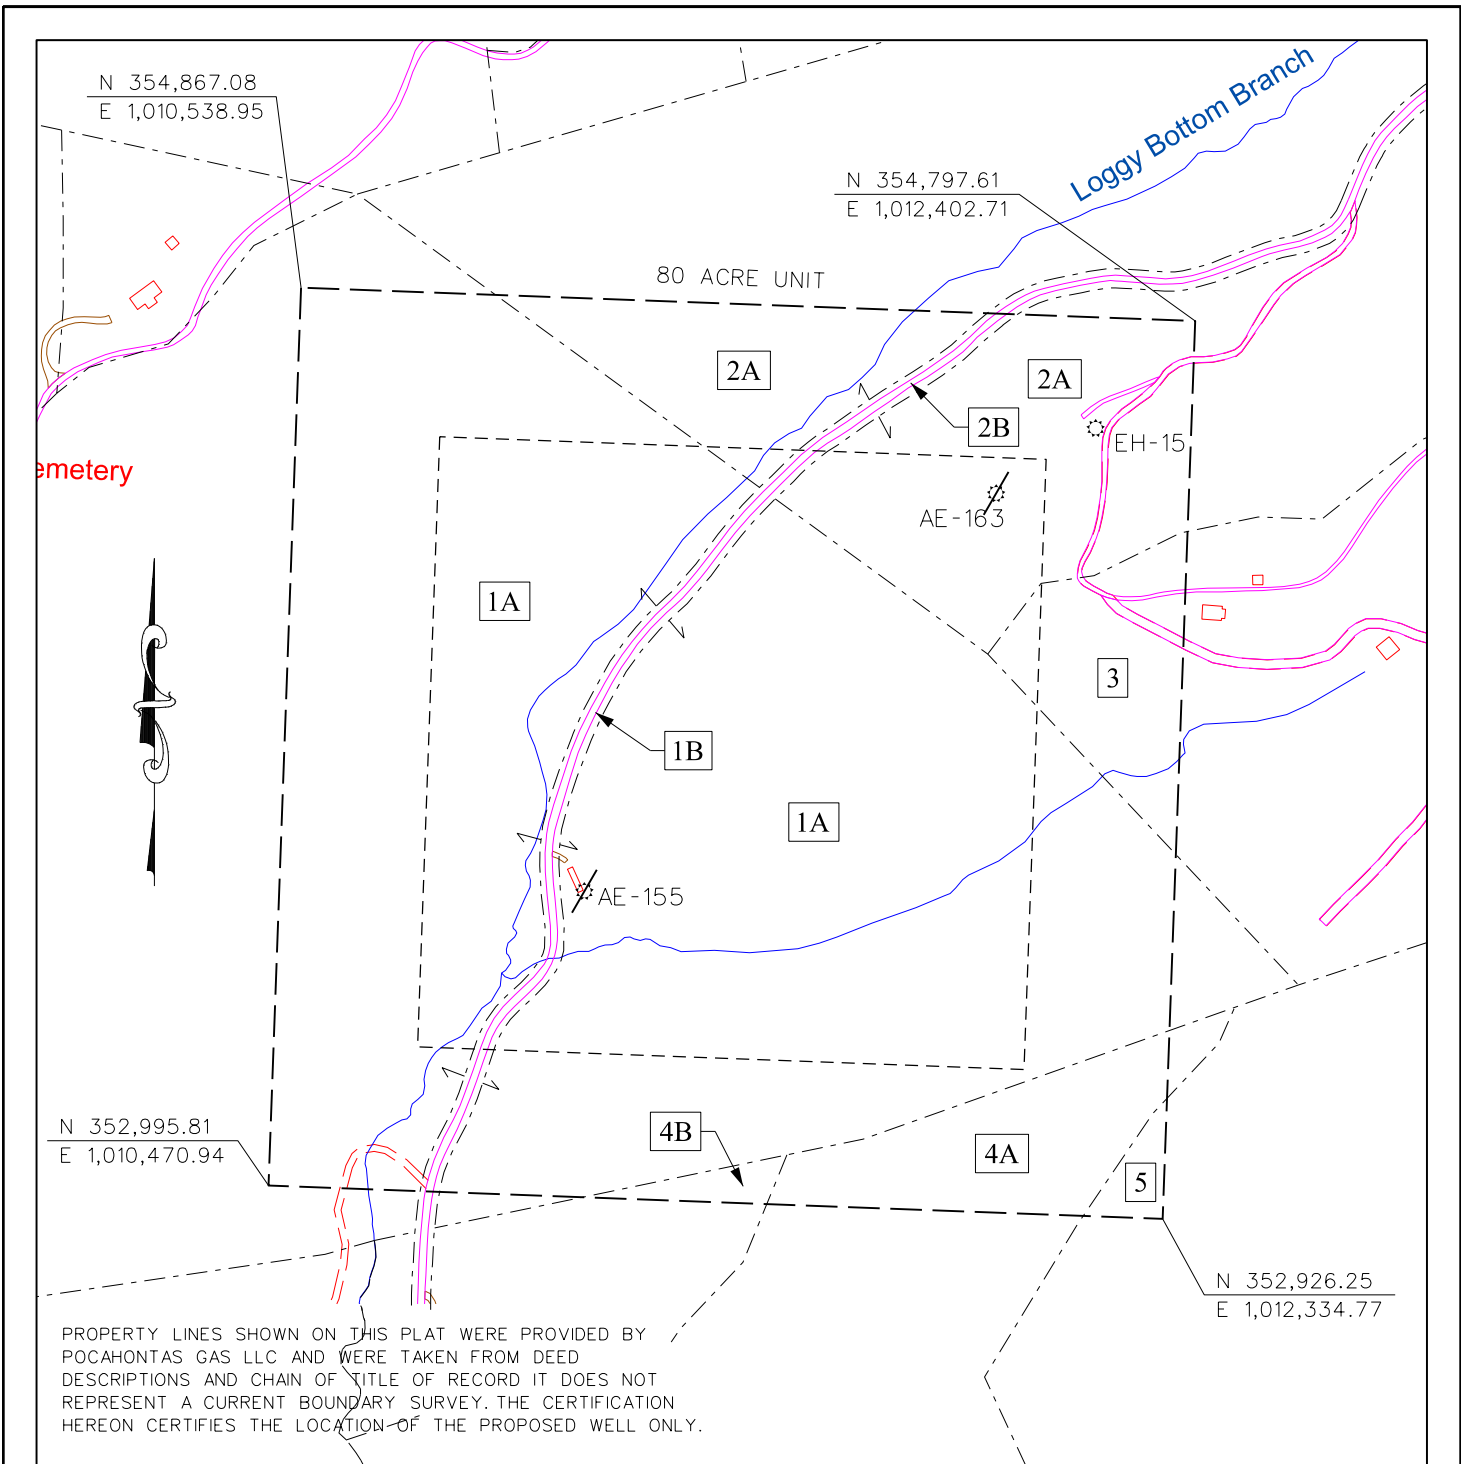 N 354,867.08
E 1,010,538.95
Loggy Bottom Branch
N 354,797.61
E 1,012,402.71
80 ACRE UNIT
2A
2A
2B
EH-15
emetery
AE-163
1A
3
1B
1A
AE-155
N 352,995.81
E 1,010,470.94
4B
4A
5
N 352,926.25
E 1,012,334.77
PROPERTY LINES SHOWN ON THIS PLAT WERE PROVIDED BY
POCAHONTAS GAS LLC AND WERE TAKEN FROM DEED
DESCRIPTIONS AND CHAIN OF TITLE OF RECORD IT DOES NOT
REPRESENT A CURRENT BOUNDARY SURVEY. THE CERTIFICATION
HEREON CERTIFIES THE LOCATION OF THE PROPOSED WELL ONLY.